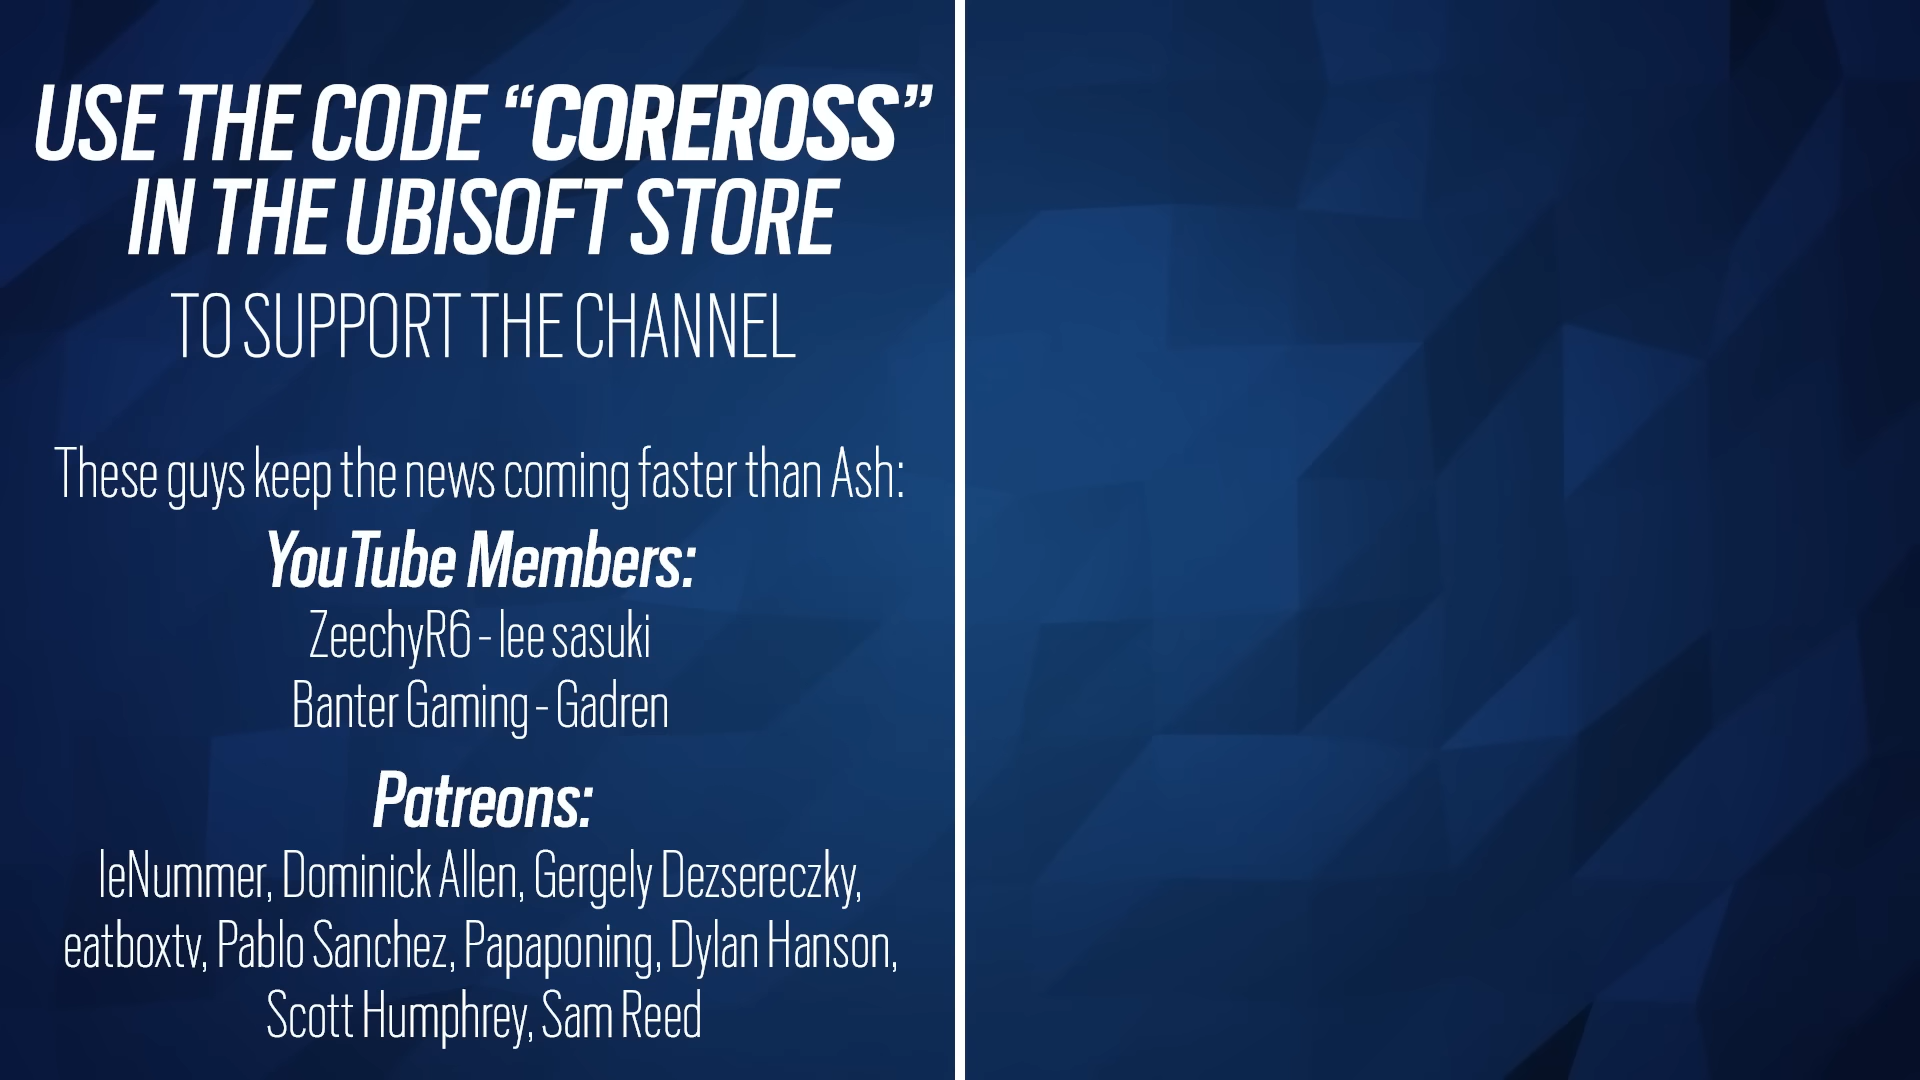 USE THE CODE “COREROSS”
IN THE UBISOFT STORE
TO SUPPORT THE CHANNEL
These guys keep the news coming faster than Ash:
YouTube Members:
ZeechyR6 - lee sasuki
Banter Gaming - Gadren
Patreons:
leNummer, Dominick Allen, Gergely Dezsereczky,
eatboxtv, Pablo Sanchez, Papaponing, Dylan Hanson,
Scott Humphrey, Sam Reed